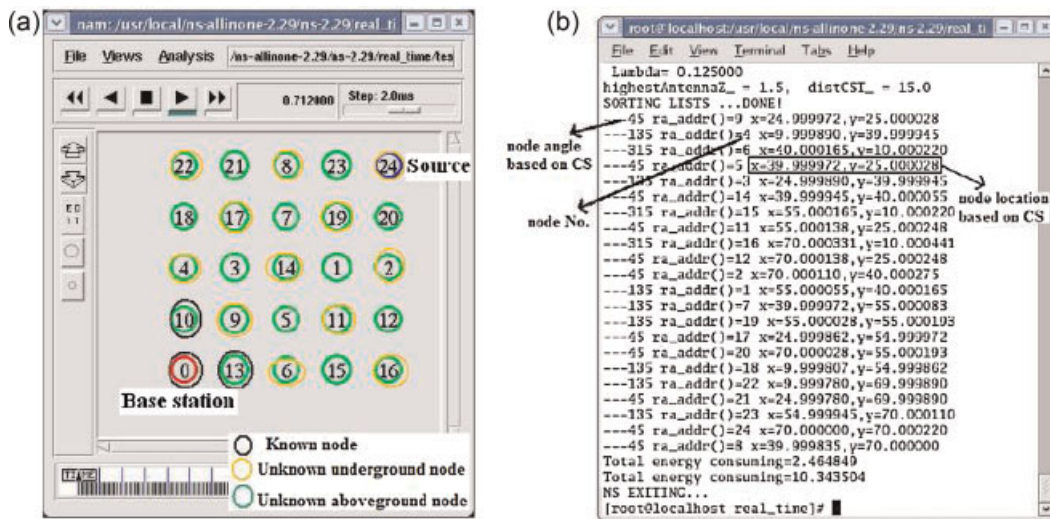 (a)
nam: /usr/local/ns-allinone-2.29/ns-2.29/real_ti
File Views Analysis /ns-allinone-2.29/ns-2.29/real_time/tes
0.712000 Step: 2.0ms
22 21 8 23 24
Source
18 17 7 19 20
4 3 14 1 2
10 9 5 11 12
0 13 6 15 16
Base station
Known node
Unknown underground node
Unknown aboveground node
TIME
(b)
root@localhost:/usr/local/ns-allinone-2.29/ns-2.29/real_ti
File Edit View Terminal Tabs Help
Lambda= 0.125000
highestAntennaZ_ = 1.5, distCST_ = 15.0
SORTING LISTS ...DONE!
---45 ra_addr()=9 x=24.999972,y=25.000028
---135 ra_addr()=4 x=9.999890,y=39.999945
---315 ra_addr()=6 x=40.000165,y=10.000220
---45 ra_addr()=5 x=39.999972,y=25.000028
---135 ra_addr()=3 x=24.999890,y=39.999945
---45 ra_addr()=14 x=39.999945,y=40.000055
---315 ra_addr()=15 x=55.000165,y=10.000220
---45 ra_addr()=11 x=55.000138,y=25.000248
---315 ra_addr()=16 x=70.000331,y=10.000441
---45 ra_addr()=12 x=70.000138,y=25.000248
---45 ra_addr()=2 x=70.000110,y=40.000275
---135 ra_addr()=1 x=55.000055,y=40.000165
---135 ra_addr()=7 x=39.999972,y=55.000083
---135 ra_addr()=19 x=55.000028,y=55.000193
---45 ra_addr()=17 x=24.999862,y=54.999972
---45 ra_addr()=20 x=70.000028,y=55.000193
---135 ra_addr()=18 x=9.999807,y=54.999862
---135 ra_addr()=22 x=9.999780,y=69.999890
---45 ra_addr()=21 x=24.999780,y=69.999890
---135 ra_addr()=23 x=54.999945,y=70.000110
---45 ra_addr()=24 x=70.000000,y=70.000220
---45 ra_addr()=8 x=39.999835,y=70.000000
Total energy consuming=2.464849
Total energy consuming=10.343504
NS EXITING...
[root@localhost real_time]#
node angle
based on CS
node No.
node location
based on CS